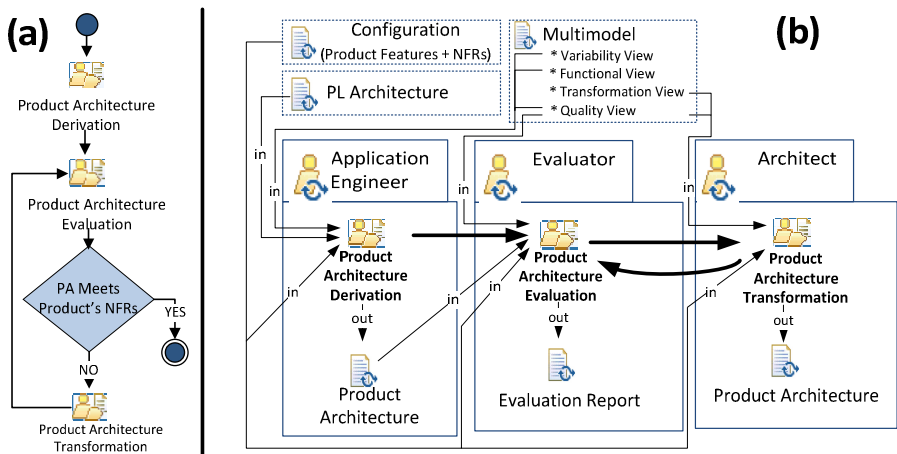 (a)
Product Architecture
Derivation
Product Architecture
Evaluation
PA Meets
Product's NFRs
YES
NO
Product Architecture
Transformation
(b)
Configuration
(Product Features + NFRs)
PL Architecture
Multimodel
* Variability View
* Functional View
* Transformation View
* Quality View
in
in
in
in
Application
Engineer
Evaluator
Architect
Product
Architecture
Derivation
Product
Architecture
Evaluation
Product
Architecture
Transformation
in
in
in
in
out
out
out
Product
Architecture
Evaluation Report
Product Architecture